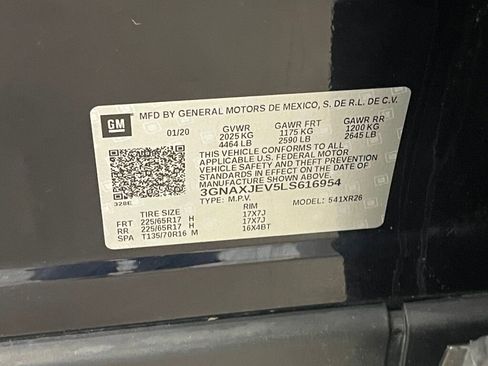 MFD BY GENERAL MOTORS DE MEXICO, S. DE R.L. DE C.V.
GM
01/20 GVWR GAWR FRT GAWR RR
2025 KG 1175 KG 1200 KG
4464 LB 2590 LB 2645 LB
THIS VEHICLE CONFORMS TO ALL
APPLICABLE U.S. FEDERAL MOTOR
VEHICLE SAFETY, BUMPER, AND THEFT
PREVENTION STANDARDS IN EFFECT
ON THE DATE OF
MANUFACTURE SHOWN ABOVE.
3GNAXJEV5LS616954
328E TYPE: M.P.V. MODEL: 541XR26
TIRE SIZE RIM
FRT 225/65R17 H 17X7J
RR 225/65R17 H 17X7J
SPA T135/70R16 M 16X4BT